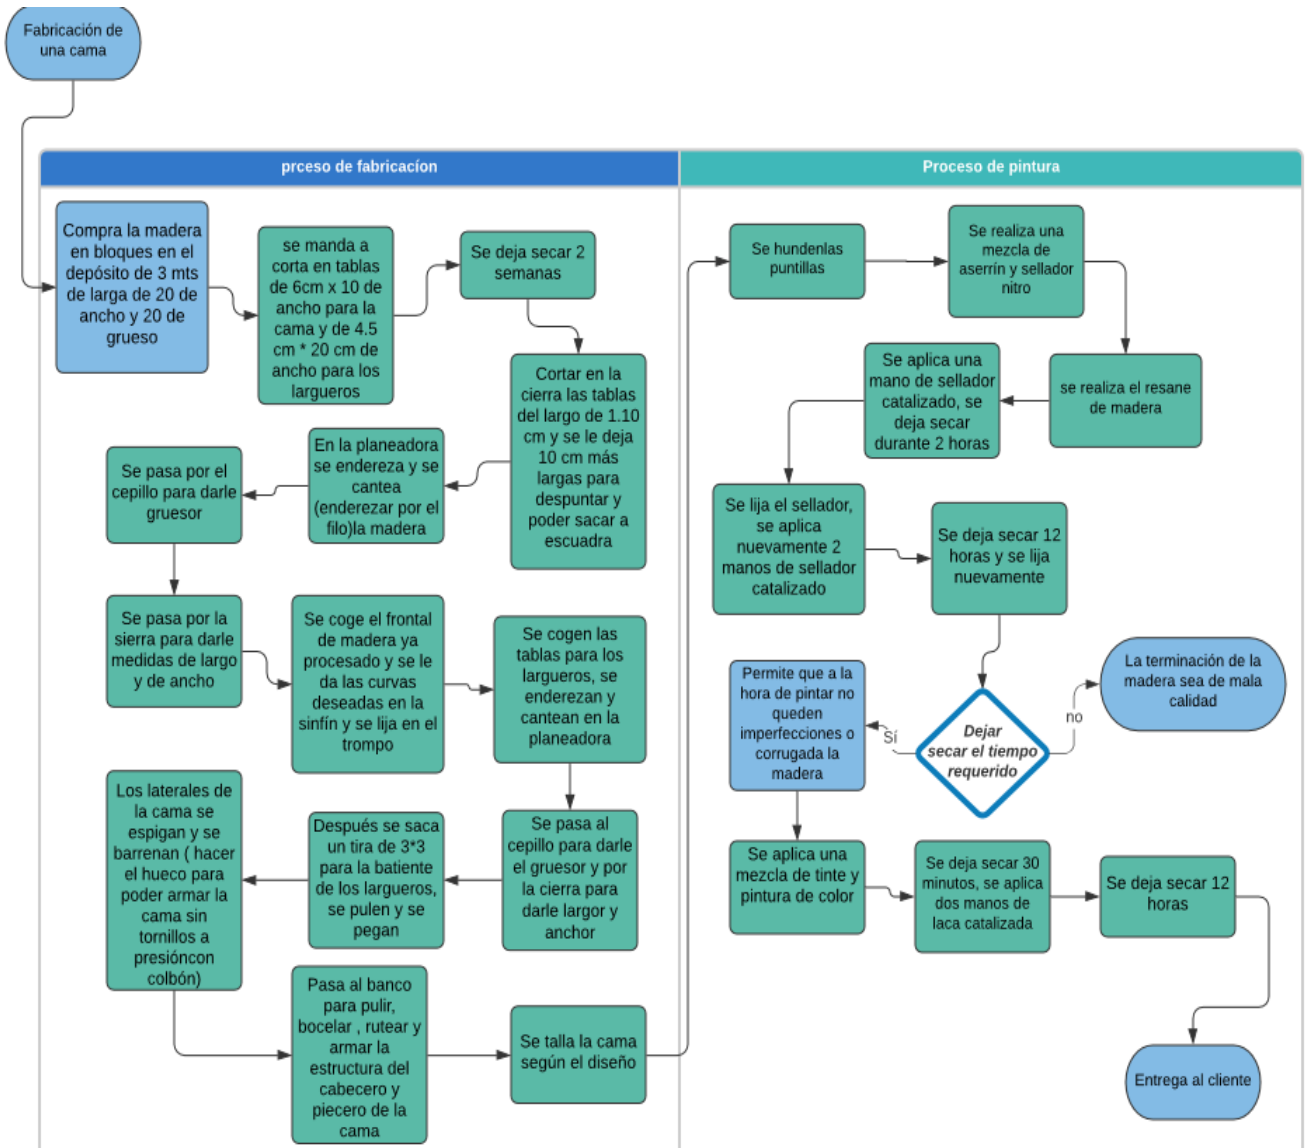 Fabricación de
una cama
prceso de fabricacíon
Proceso de pintura
Compra la madera
en bloques en el
depósito de 3 mts
de larga de 20 de
ancho y 20 de
grueso
se manda a
corta en tablas
de 6cm x 10 de
ancho para la
cama y de 4.5
cm * 20 cm de
ancho para los
largueros
Se deja secar 2
semanas
Cortar en la
cierra las tablas
del largo de 1.10
cm y se le deja
10 cm más
largas para
despuntar y
poder sacar a
escuadra
En la planeadora
se endereza y se
cantea
(enderezar por el
filo)la madera
Se pasa por el
cepillo para darle
gruesor
Se pasa por la
sierra para darle
medidas de largo
y de ancho
Se coge el frontal
de madera ya
procesado y se le
da las curvas
deseadas en la
sinfín y se lija en el
trompo
Se cogen las
tablas para los
largueros, se
enderezan y
cantean en la
planeadora
Se pasa al
cepillo para darle
el gruesor y por
la cierra para
darle largor y
anchor
Después se saca
un tira de 3*3
para la batiente
de los largueros,
se pulen y se
pegan
Los laterales de
la cama se
espigan y se
barrenan ( hacer
el hueco para
poder armar la
cama sin
tornillos a
presióncon
colbón)
Pasa al banco
para pulir,
bocelar , rutear y
armar la
estructura del
cabecero y
piecero de la
cama
Se talla la cama
según el diseño
Se hundenlas
puntillas
Se realiza una
mezcla de
aserrín y sellador
nitro
se realiza el resane
de madera
Se aplica una
mano de sellador
catalizado, se
deja secar
durante 2 horas
Se lija el sellador,
se aplica
nuevamente 2
manos de sellador
catalizado
Se deja secar 12
horas y se lija
nuevamente
Dejar
secar el tiempo
requerido
no
La terminación de la
madera sea de mala
calidad
Sí
Permite que a la
hora de pintar no
queden
imperfecciones o
corrugada la
madera
Se aplica una
mezcla de tinte y
pintura de color
Se deja secar 30
minutos, se aplica
dos manos de
laca catalizada
Se deja secar 12
horas
Entrega al cliente